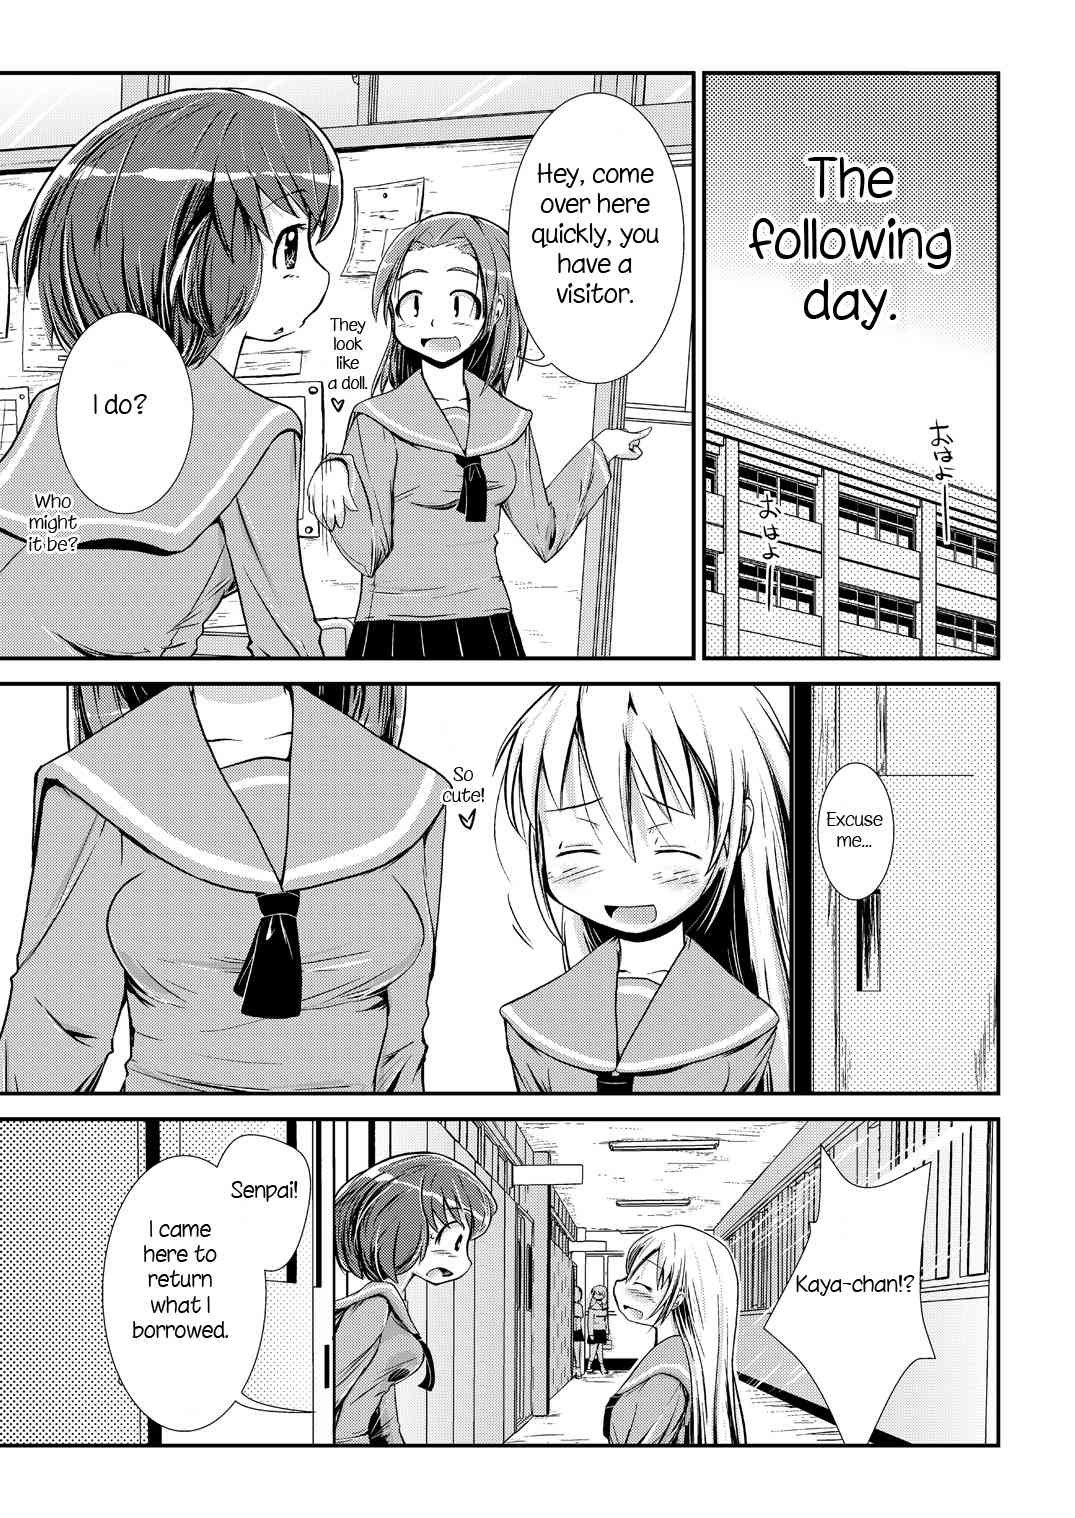 The
following
day.
おはよ
おはよ
Hey, come
over here
quickly, you
have a
visitor.
They
look
like
a doll.
I do?
Who
might
it be?
Excuse
me...
So
cute!
Kaya-chan!?
Senpai!
I came
here to
return
what I
borrowed.